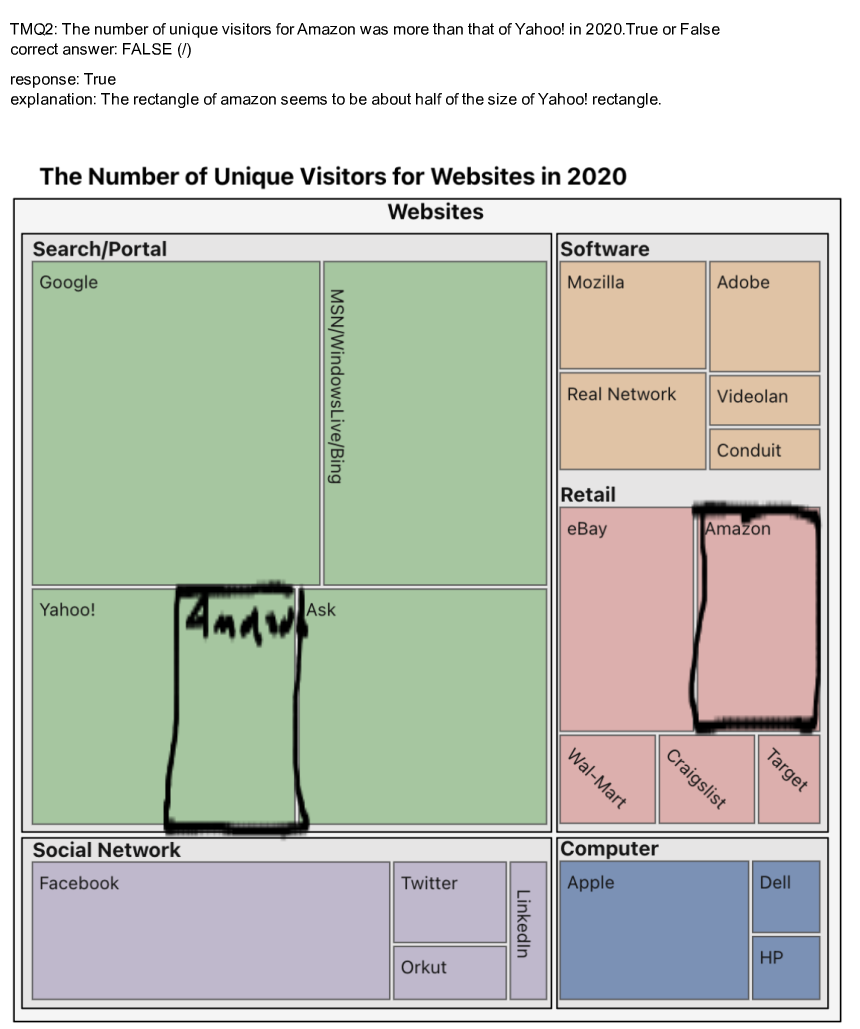 TMQ2: The number of unique visitors for Amazon was more than that of Yahoo! in 2020.True or False
correct answer: FALSE (/)
response: True
explanation: The rectangle of amazon seems to be about half of the size of Yahoo! rectangle.
The Number of Unique Visitors for Websites in 2020
Websites
Search/Portal
Google
MSN/WindowsLive/Bing
Yahoo!
Ask
Software
Mozilla
Adobe
Real Network
Videolan
Conduit
Retail
eBay
Amazon
Wal-Mart
Craigslist
Target
Social Network
Facebook
Twitter
Orkut
LinkedIn
Computer
Apple
Dell
HP